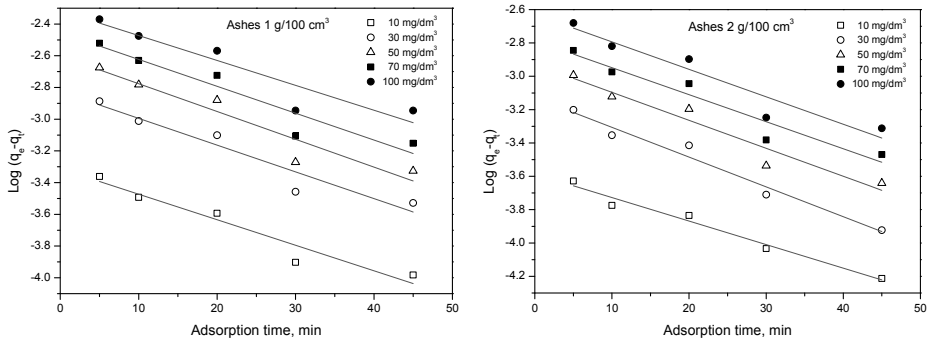 Ashes 1 g/100 cm³
10 mg/dm³
30 mg/dm³
50 mg/dm³
70 mg/dm³
100 mg/dm³
Log (qe-qt)
-2.4
-2.6
-2.8
-3.0
-3.2
-3.4
-3.6
-3.8
-4.0
0 10 20 30 40 50
Adsorption time, min
Ashes 2 g/100 cm³
10 mg/dm³
30 mg/dm³
50 mg/dm³
70 mg/dm³
100 mg/dm³
Log (qe-qt)
-2.6
-2.8
-3.0
-3.2
-3.4
-3.6
-3.8
-4.0
-4.2
0 10 20 30 40 50
Adsorption time, min